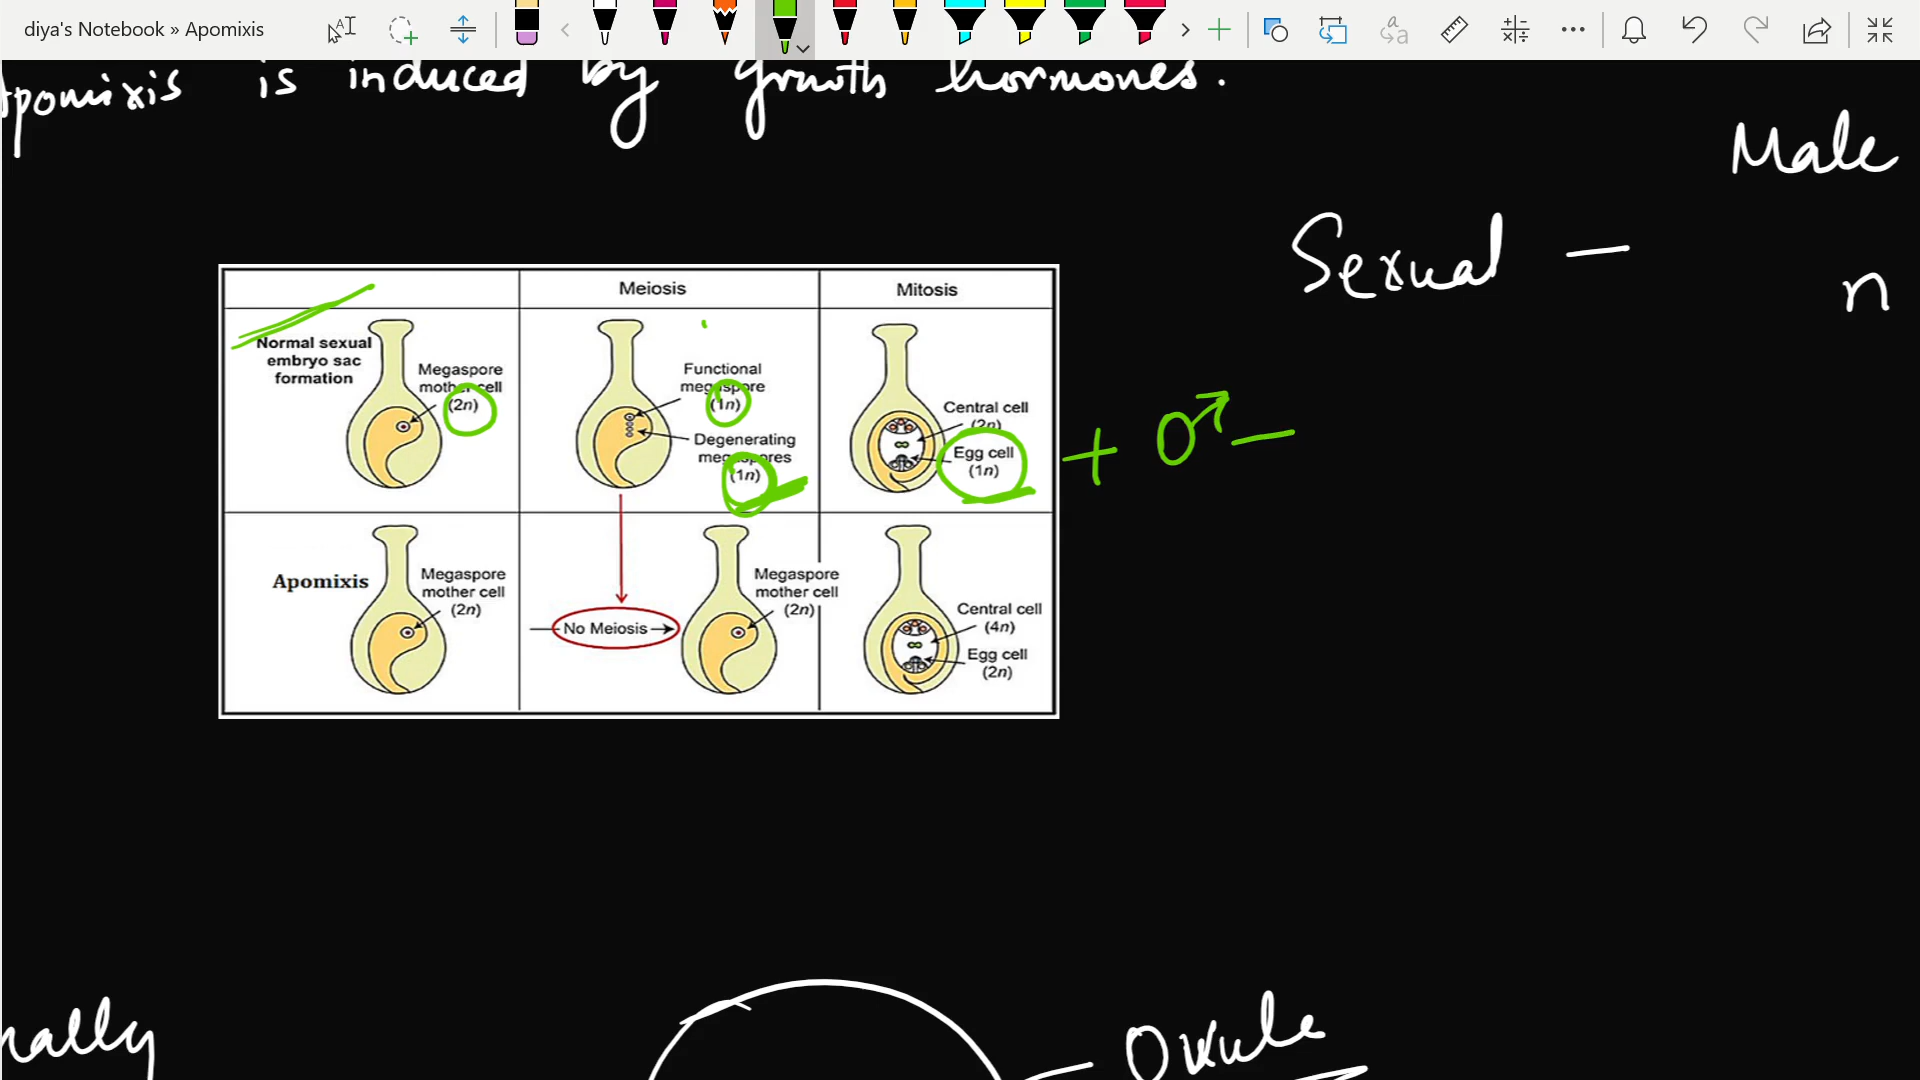 diya's Notebook » Apomixis
Apomixis is induced by growth hormones.
Male
Sexual —
n
Meiosis
Mitosis
Normal sexual
embryo sac
formation
Megaspore
mother cell
(2n)
Functional
megaspore
(1n)
Degenerating
megaspores
(1n)
Central cell
(2n)
Egg cell
(1n)
+ ♂ —
Apomixis
Megaspore
mother cell
(2n)
No Meiosis
Megaspore
mother cell
(2n)
Central cell
(4n)
Egg cell
(2n)
Ovule